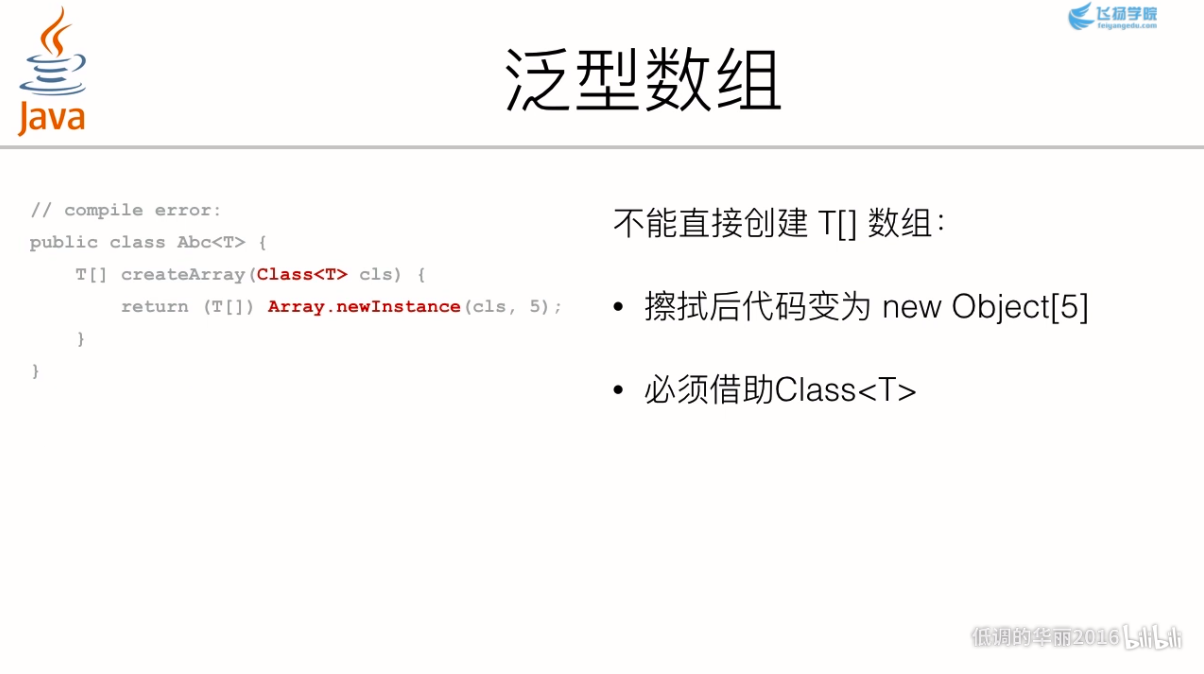 Java
飞扬学院
feiyangedu.com
泛型数组
// compile error:
public class Abc<T> {
    T[] createArray(Class<T> cls) {
        return (T[]) Array.newInstance(cls, 5);
    }
}
不能直接创建 T[] 数组：
• 擦拭后代码变为 new Object[5]
• 必须借助Class<T>
低调的华丽2016 bilibili